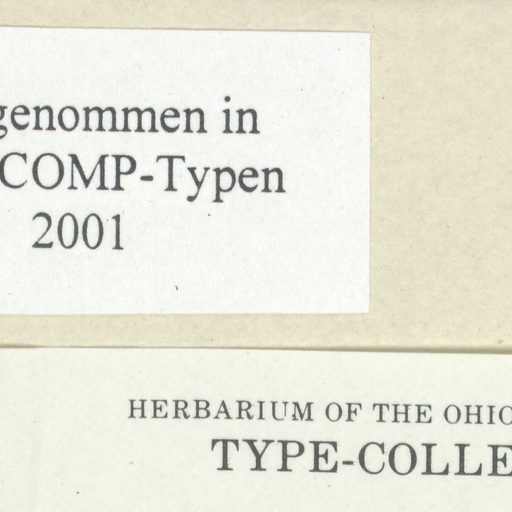 genommen in
COMP-Typen
2001
HERBARIUM OF THE OHIO
TYPE-COLLE